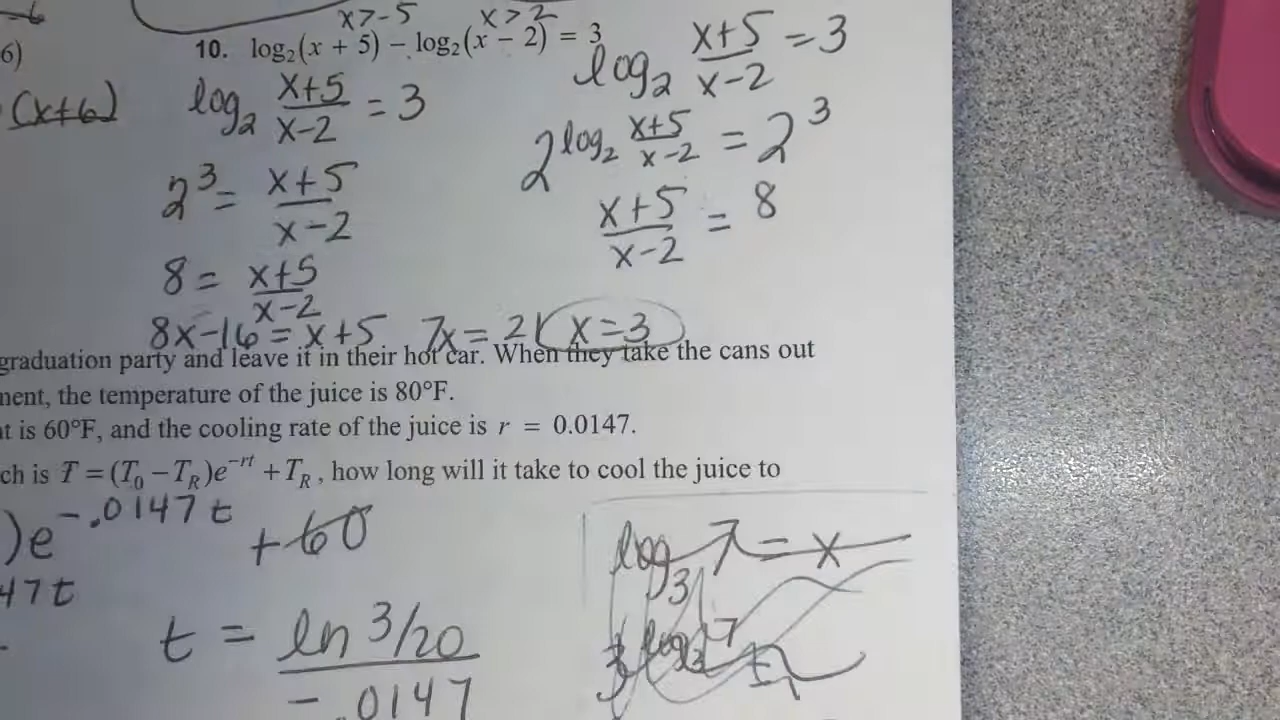 x>-5 x>2
6)
10. log₂(x + 5) − log₂(x − 2) = 3
(x+6)
log₂ (x+5)/(x-2) = 3
log₂ (x+5)/(x-2) = 3
2³ = (x+5)/(x-2)
2^(log₂ (x+5)/(x-2)) = 2³
8 = (x+5)/(x-2)
(x+5)/(x-2) = 8
8x-16 = x+5 7x = 21 x=3
graduation party and leave it in their hot car. When they take the cans out
ment, the temperature of the juice is 80°F.
t is 60°F, and the cooling rate of the juice is r = 0.0147.
ch is T = (T₀ − T_R)e^(−rt) + T_R, how long will it take to cool the juice to
)e^(-.0147t) +60
47t
log₃ 7 = x
t = (ln 3/20)/(-.0147)